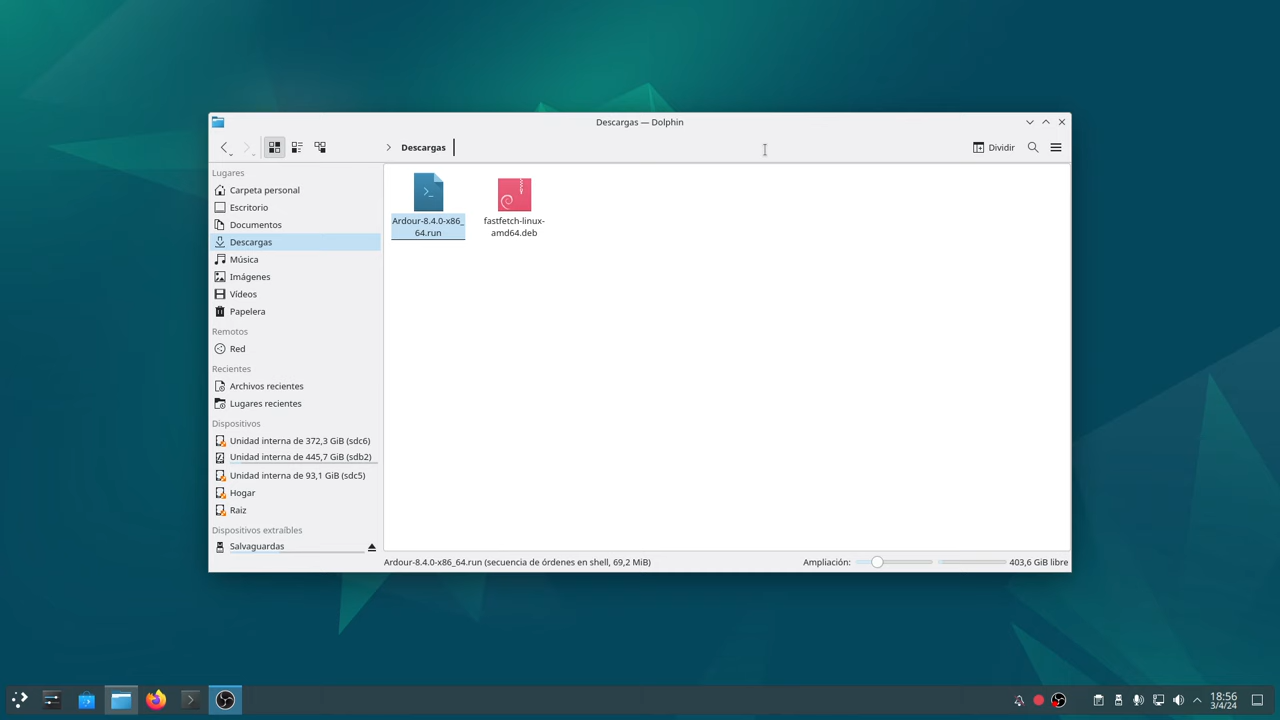 Descargas — Dolphin
Descargas
Dividir
Lugares
Carpeta personal
Escritorio
Documentos
Descargas
Música
Imágenes
Vídeos
Papelera
Remotos
Red
Recientes
Archivos recientes
Lugares recientes
Dispositivos
Unidad interna de 372,3 GiB (sdc6)
Unidad interna de 445,7 GiB (sdb2)
Unidad interna de 93,1 GiB (sdc5)
Hogar
Raiz
Dispositivos extraíbles
Salvaguardas
Ardour-8.4.0-x86_
64.run
fastfetch-linux-
amd64.deb
Ardour-8.4.0-x86_64.run (secuencia de órdenes en shell, 69,2 MiB)
Ampliación:
403,6 GiB libre
18:56
3/4/24